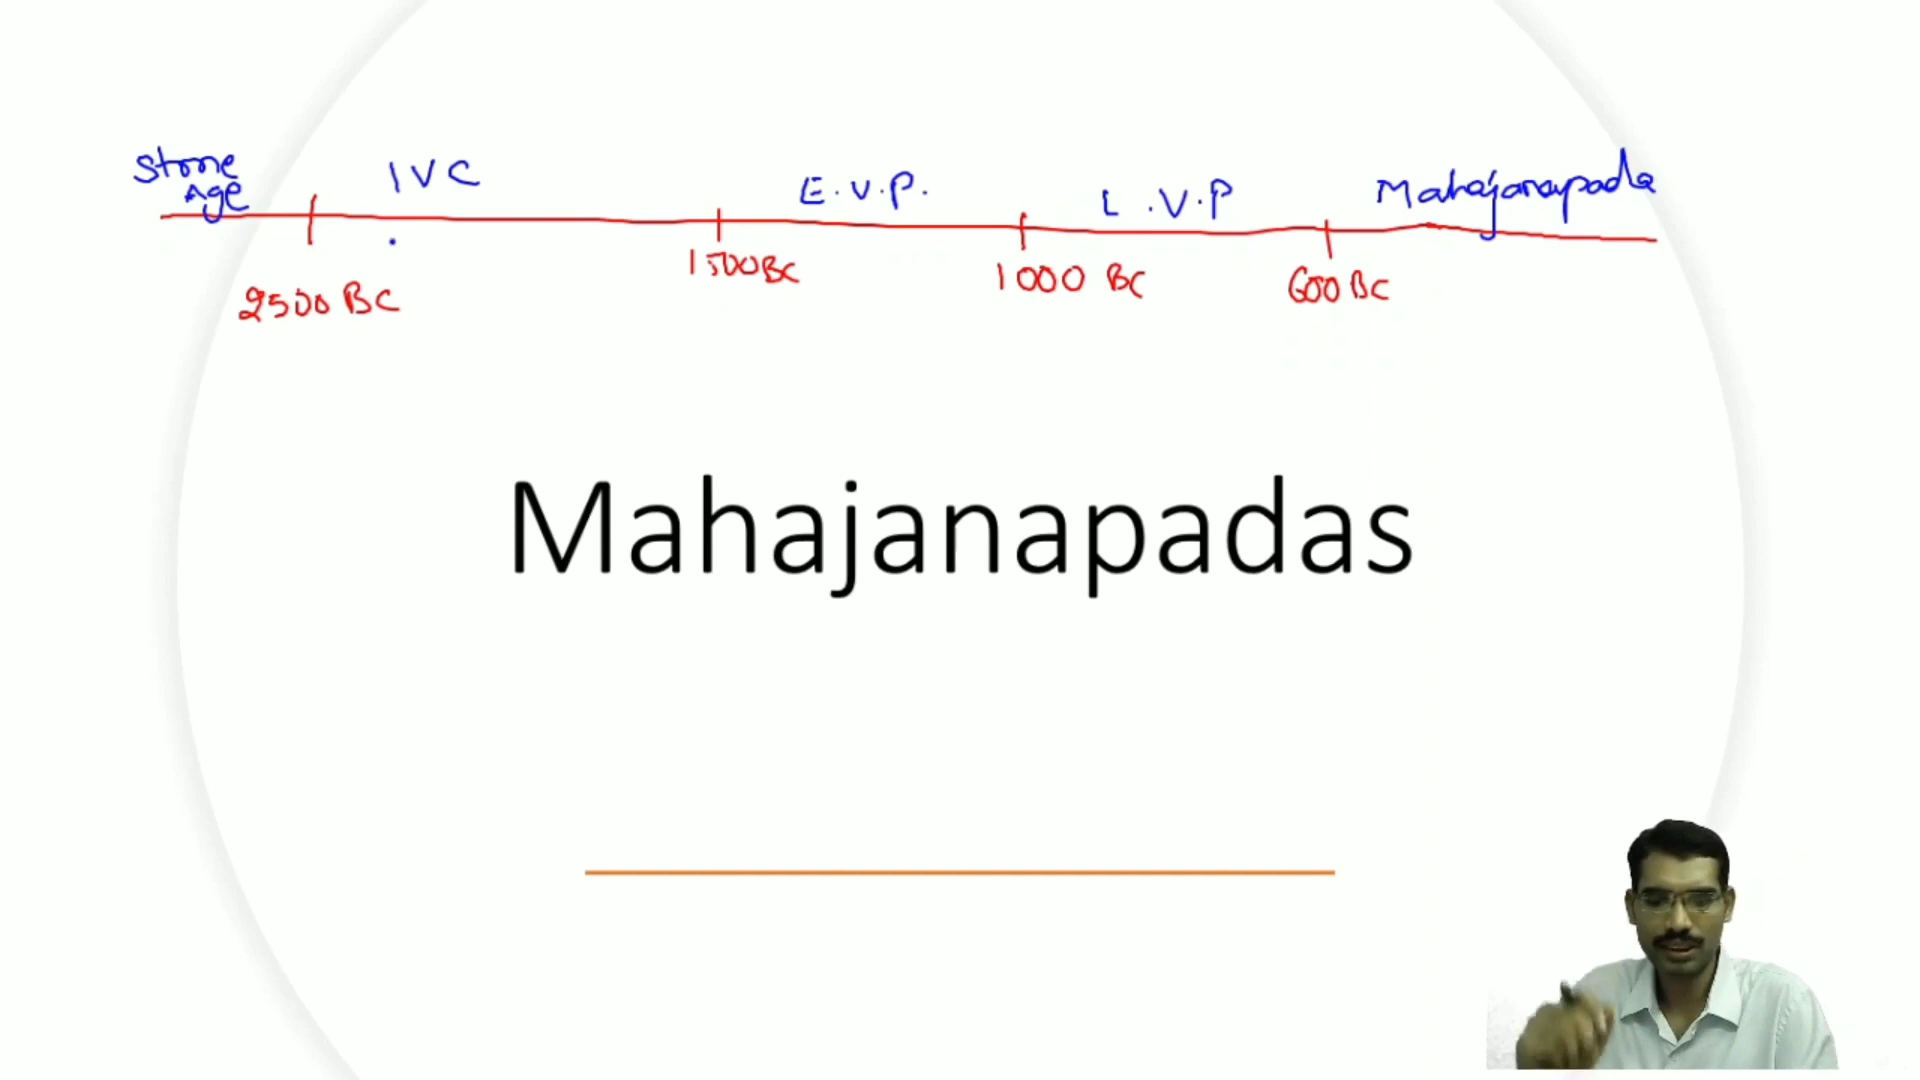 Stone
Age
IVC
E.V.P.
L.V.P
Mahajanapada
2500 BC
1500BC
1000 BC
600 BC
Mahajanapadas